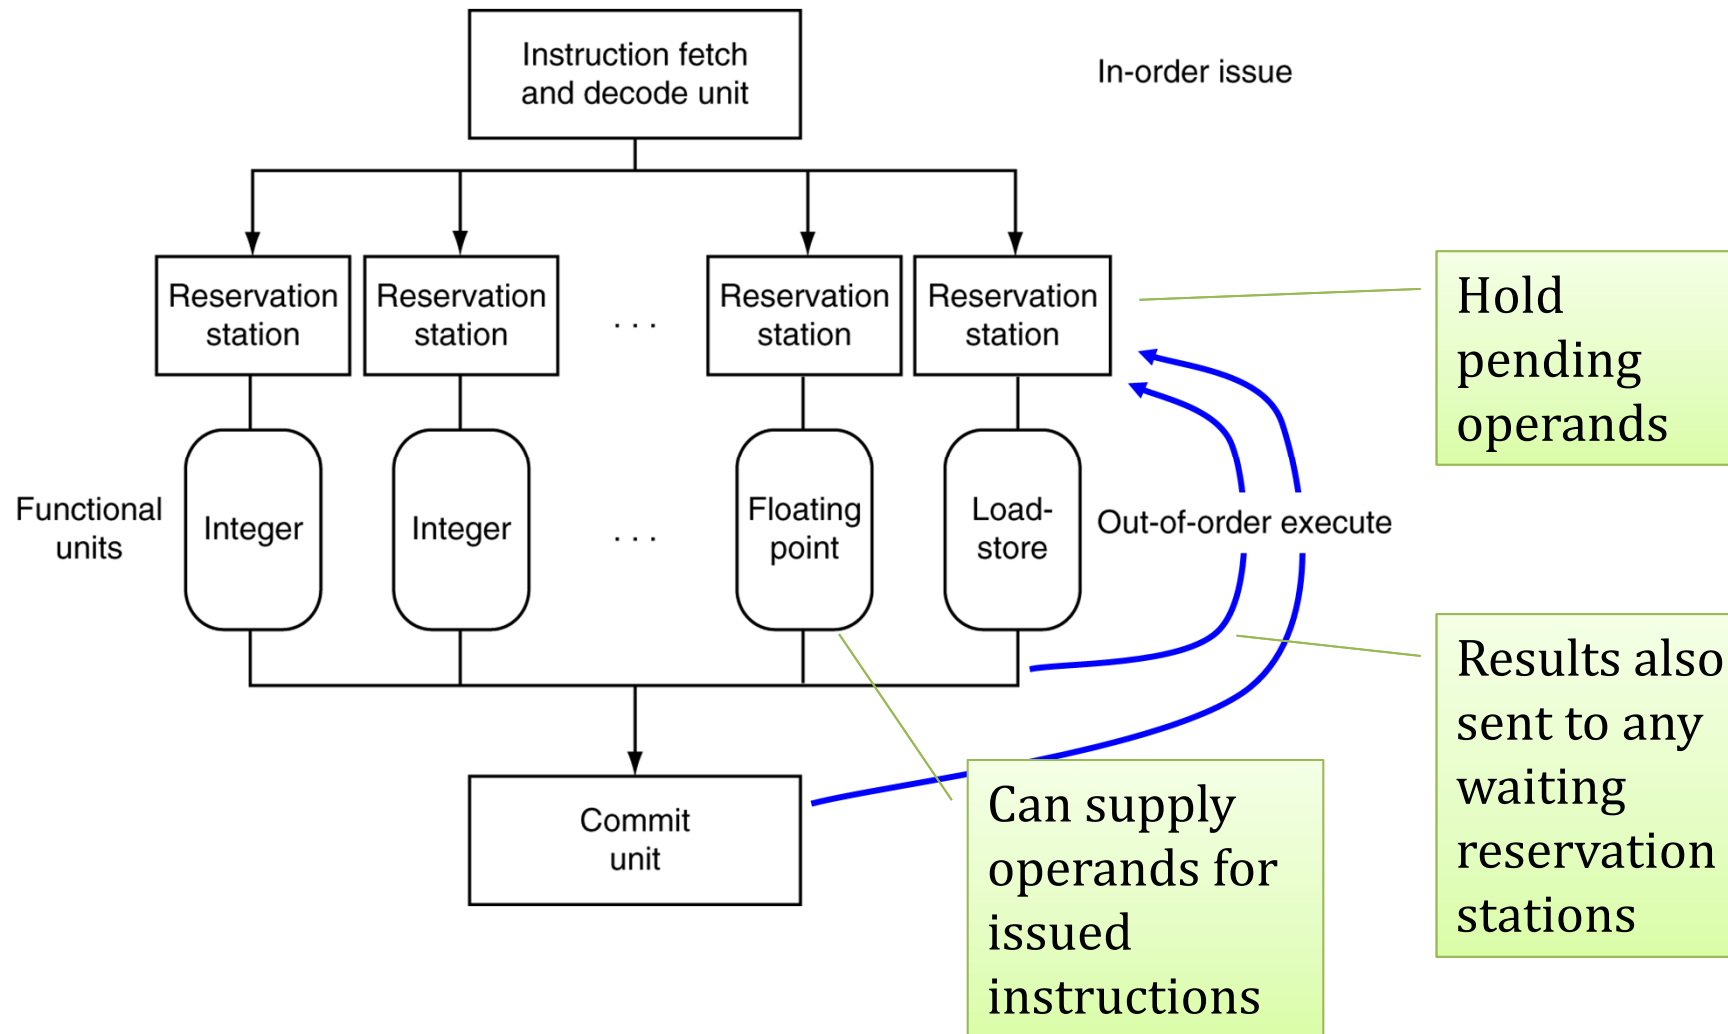 Instruction fetch
and decode unit
In-order issue
Reservation
station
Reservation
station
. . .
Reservation
station
Reservation
station
Hold
pending
operands
Functional
units
Integer
Integer
. . .
Floating
point
Load-
store
Out-of-order execute
Results also
sent to any
waiting
reservation
stations
Commit
unit
Can supply
operands for
issued
instructions